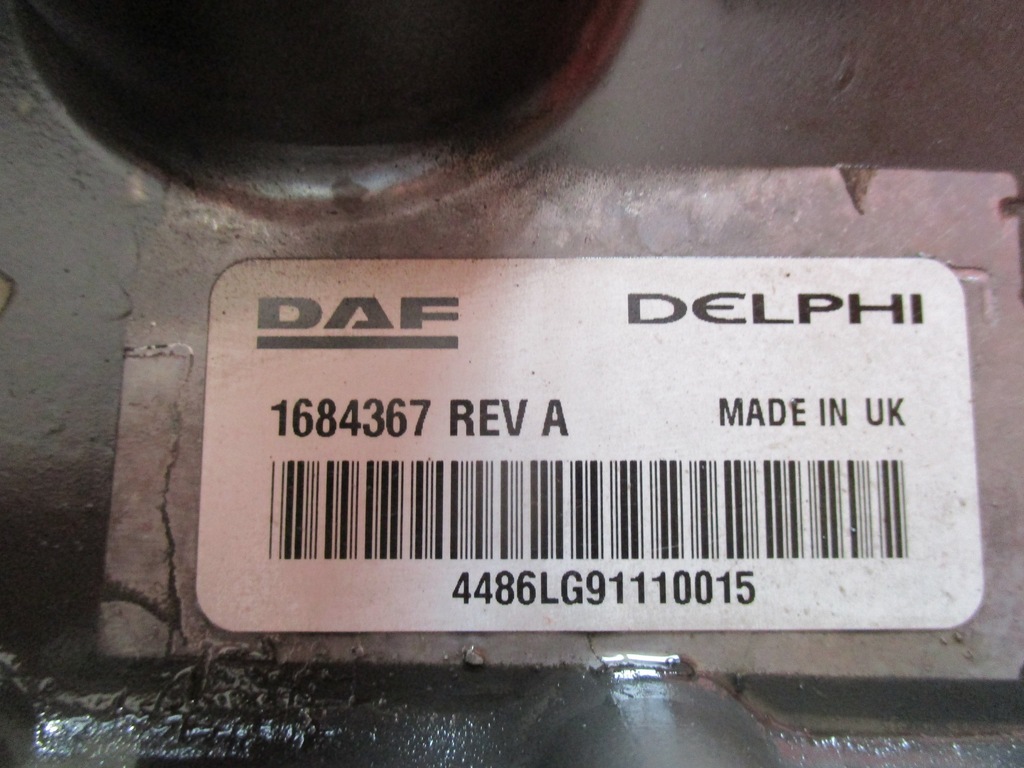 DAF DELPHI
1684367 REV A MADE IN UK
4486LG91110015